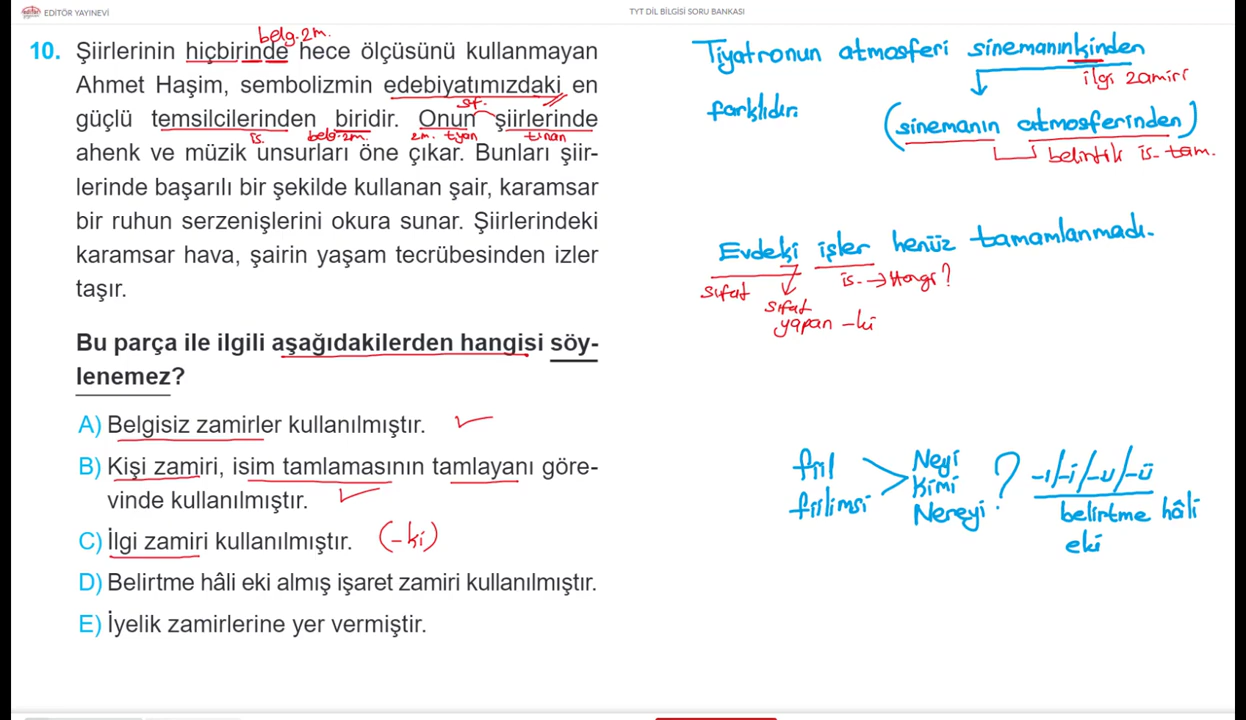 EDİTÖR YAYINEVİ
TYT DİL BİLGİSİ SORU BANKASI
belg. zm.
10. Şiirlerinin hiçbirinde hece ölçüsünü kullanmayan
Ahmet Haşim, sembolizmin edebiyatımızdaki en
sf.
güçlü temsilcilerinden biridir. Onun şiirlerinde
is. belg. zm. zm. tyan tınan
ahenk ve müzik unsurları öne çıkar. Bunları şiir-
lerinde başarılı bir şekilde kullanan şair, karamsar
bir ruhun serzenişlerini okura sunar. Şiirlerindeki
karamsar hava, şairin yaşam tecrübesinden izler
taşır.
Bu parça ile ilgili aşağıdakilerden hangisi söy-
lenemez?
A) Belgisiz zamirler kullanılmıştır.
B) Kişi zamiri, isim tamlamasının tamlayanı göre-
vinde kullanılmıştır.
C) İlgi zamiri kullanılmıştır. (-ki)
D) Belirtme hâli eki almış işaret zamiri kullanılmıştır.
E) İyelik zamirlerine yer vermiştir.
Tiyatronun atmosferi sinemanınkinden
ilgi zamiri
farklıdır.
(sinemanın atmosferinden)
belirtili is. tam.
Evdeki işler henüz tamamlanmadı.
sıfat is. → Hangi?
sıfat
yapan -ki
fiil
fiilimsi
Neyi
Kimi
Nereyi ?
-ı/-i/-u/-ü
belirtme hâli
eki